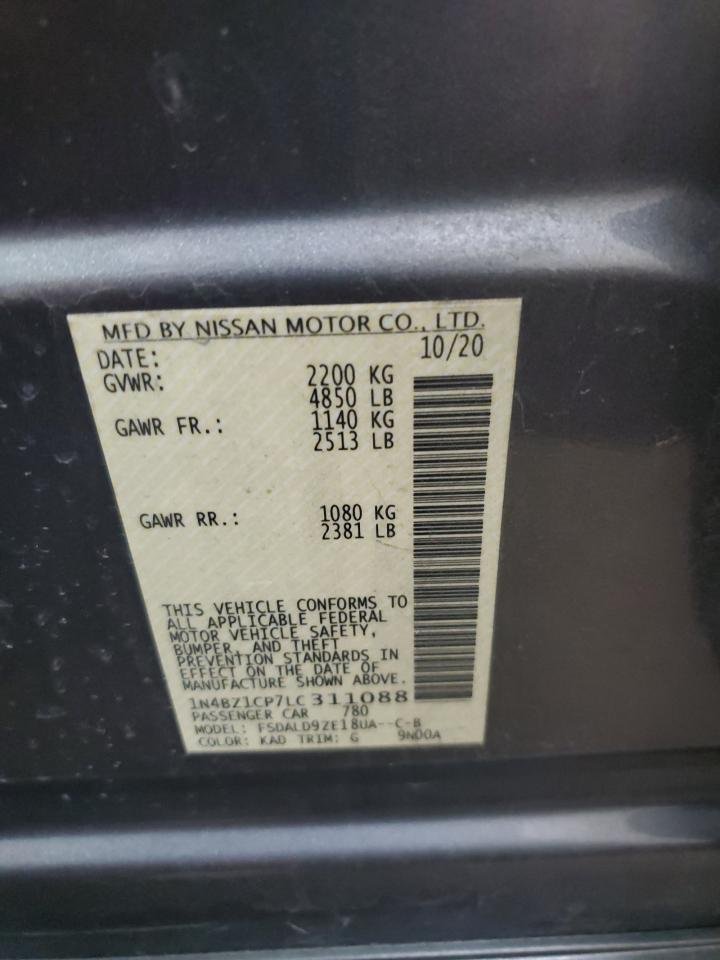 MFD BY NISSAN MOTOR CO., LTD.
DATE: 10/20
GVWR: 2200 KG
4850 LB
GAWR FR.: 1140 KG
2513 LB
GAWR RR.: 1080 KG
2381 LB
THIS VEHICLE CONFORMS TO
ALL APPLICABLE FEDERAL
MOTOR VEHICLE SAFETY,
BUMPER, AND THEFT
PREVENTION STANDARDS IN
EFFECT ON THE DATE OF
MANUFACTURE SHOWN ABOVE.
1N4BZ1CP7LC311088
PASSENGER CAR 780
MODEL: FSDALD9ZE18UA--C-B
COLOR: KAD TRIM: G 9N00A